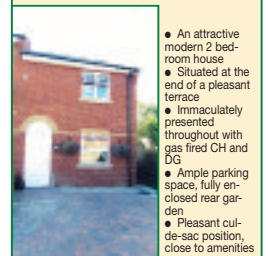 ● An attractive
modern 2 bed-
room house
● Situated at the
end of a pleasant
terrace
● Immaculately
presented
throughout with
gas fired CH and
DG
● Ample parking
space, fully en-
closed rear gar-
den
● Pleasant cul-
de-sac position,
close to amenities